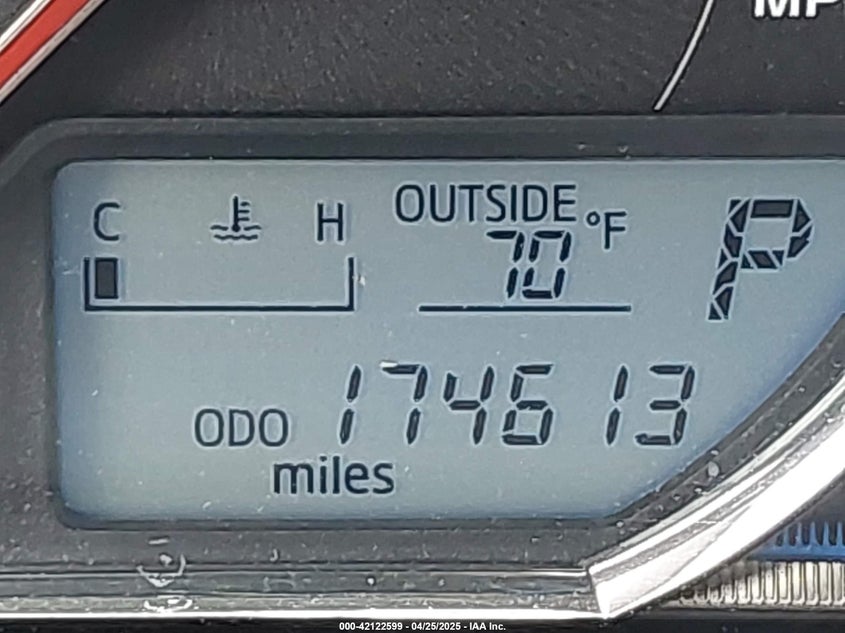 MP
C H OUTSIDE
70 °F P
ODO 174613
miles
000-42122599 - 04/25/2025 - IAA Inc.